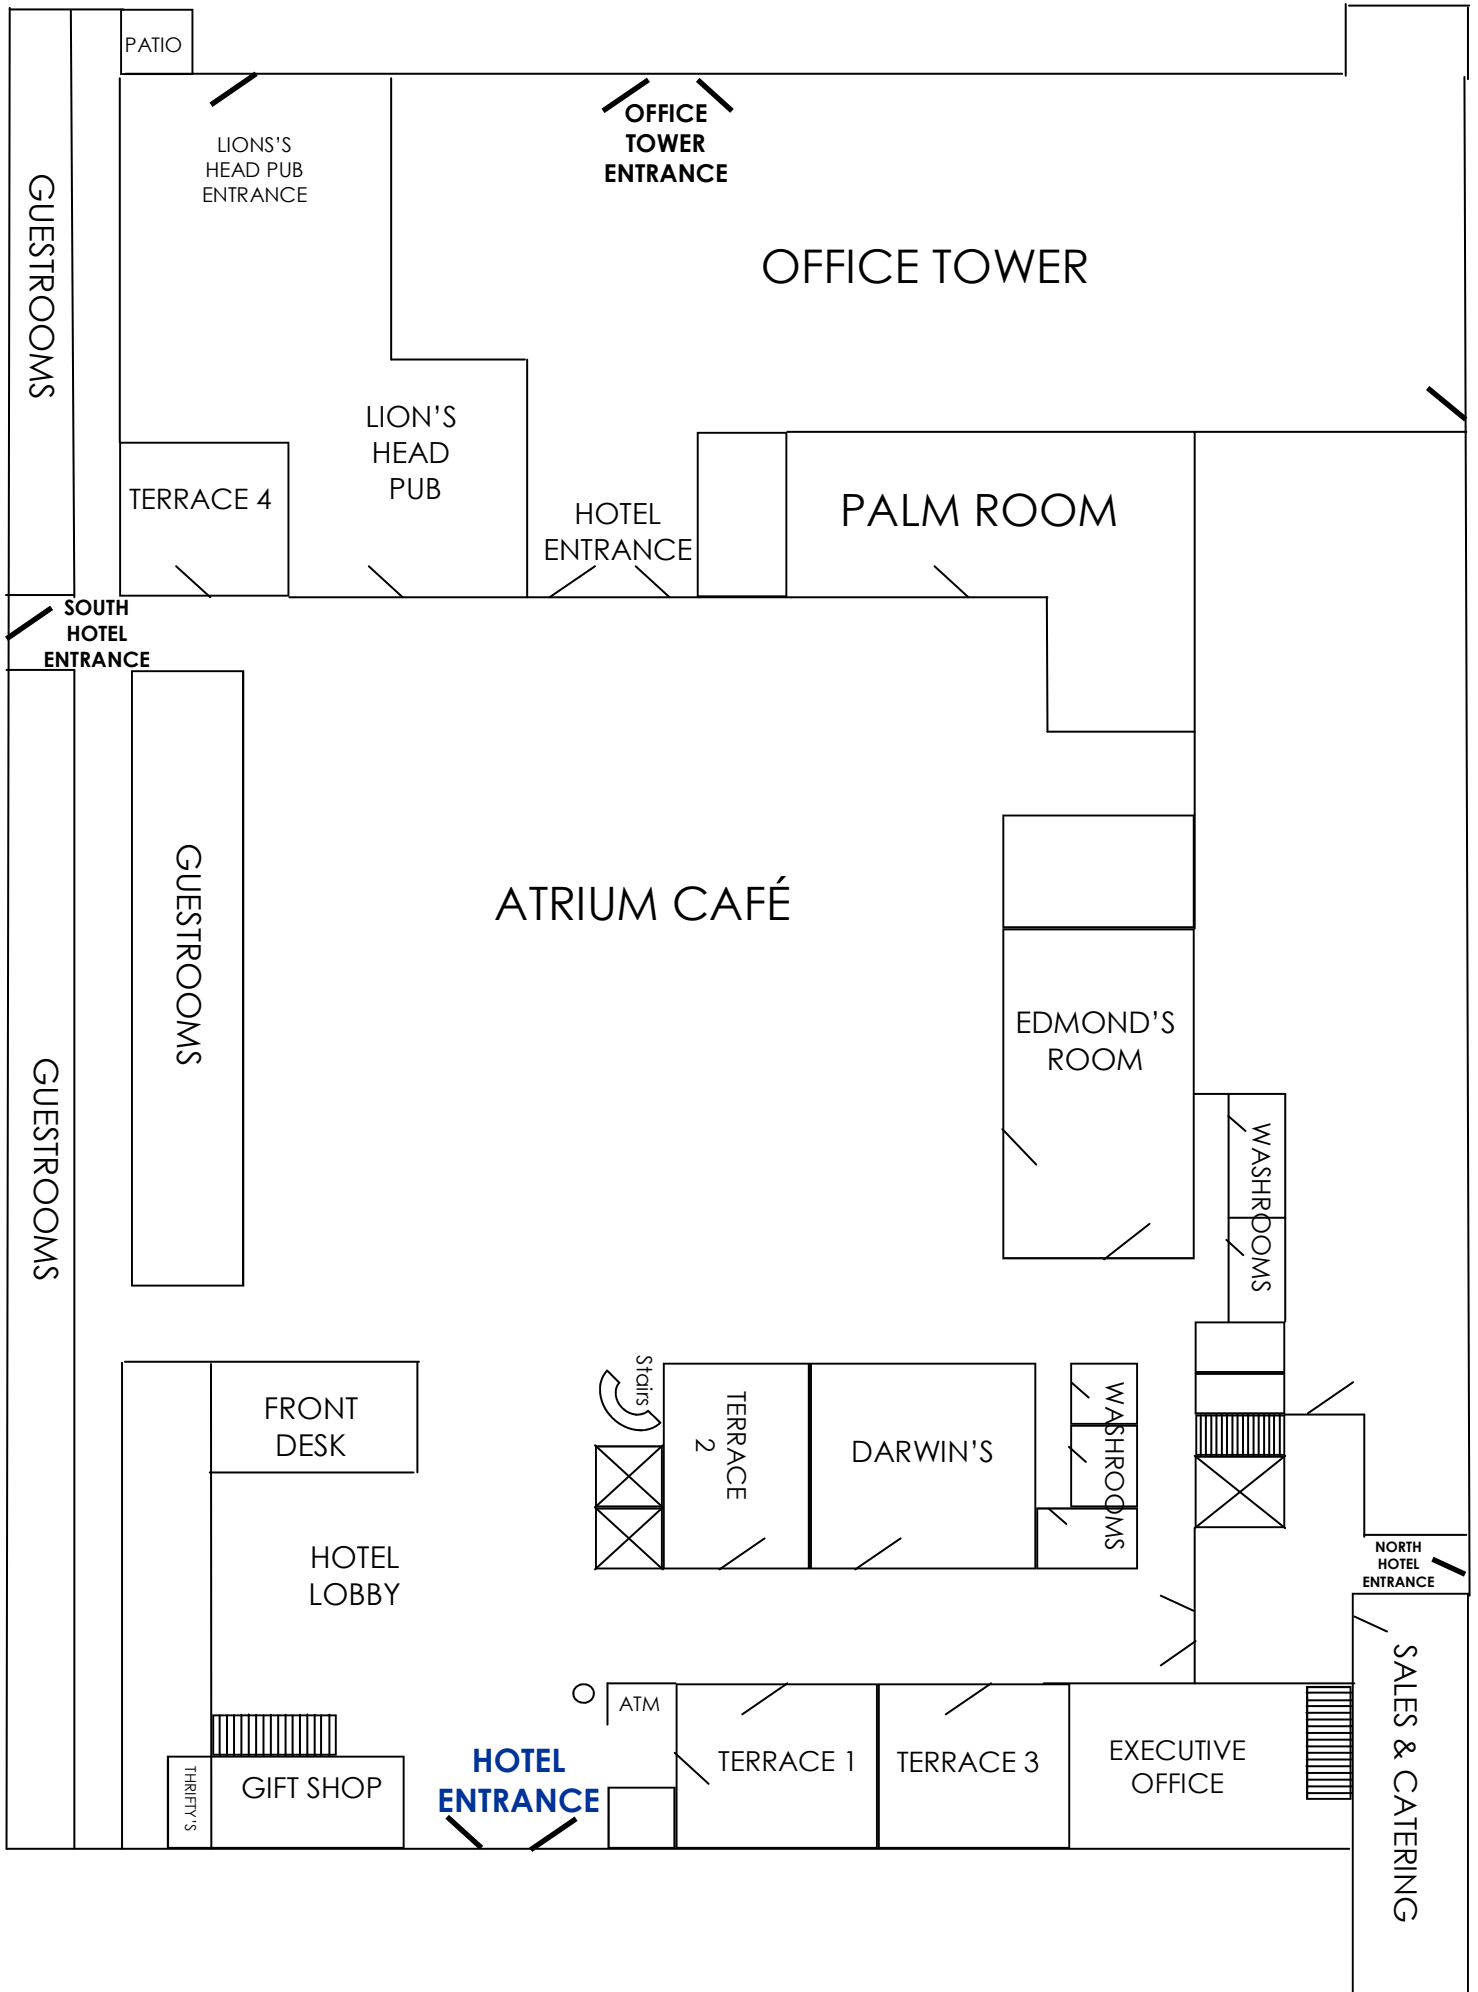 PATIO
OFFICE
TOWER
ENTRANCE
LIONS'S
HEAD PUB
ENTRANCE
GUESTROOMS
OFFICE TOWER
LION'S
HEAD
PUB
TERRACE 4
HOTEL
ENTRANCE
PALM ROOM
SOUTH
HOTEL
ENTRANCE
GUESTROOMS
ATRIUM CAFÉ
EDMOND'S
ROOM
GUESTROOMS
WASHROOMS
FRONT
DESK
Stairs
TERRACE
2
DARWIN'S
WASHROOMS
HOTEL
LOBBY
NORTH
HOTEL
ENTRANCE
ATM
THRIFTY'S
GIFT SHOP
HOTEL
ENTRANCE
TERRACE 1
TERRACE 3
EXECUTIVE
OFFICE
SALES & CATERING